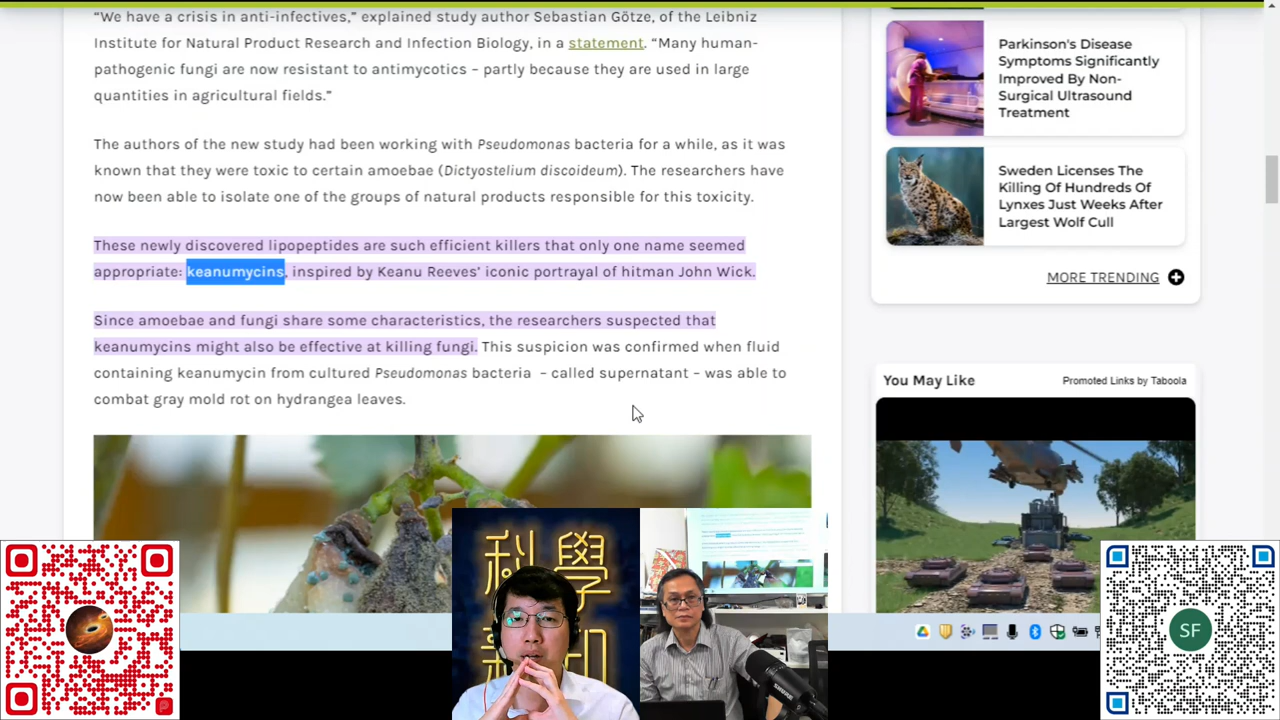 “We have a crisis in anti-infectives,” explained study author Sebastian Götze, of the Leibniz
Institute for Natural Product Research and Infection Biology, in a statement. “Many human-
pathogenic fungi are now resistant to antimycotics – partly because they are used in large
quantities in agricultural fields.”
The authors of the new study had been working with Pseudomonas bacteria for a while, as it was
known that they were toxic to certain amoebae (Dictyostelium discoideum). The researchers have
now been able to isolate one of the groups of natural products responsible for this toxicity.
These newly discovered lipopeptides are such efficient killers that only one name seemed
appropriate: keanumycins, inspired by Keanu Reeves’ iconic portrayal of hitman John Wick.
Since amoebae and fungi share some characteristics, the researchers suspected that
keanumycins might also be effective at killing fungi. This suspicion was confirmed when fluid
containing keanumycin from cultured Pseudomonas bacteria – called supernatant – was able to
combat gray mold rot on hydrangea leaves.
Parkinson's Disease
Symptoms Significantly
Improved By Non-
Surgical Ultrasound
Treatment
Sweden Licenses The
Killing Of Hundreds Of
Lynxes Just Weeks After
Largest Wolf Cull
MORE TRENDING
You May Like
Promoted Links by Taboola
科學
SF
SHURE